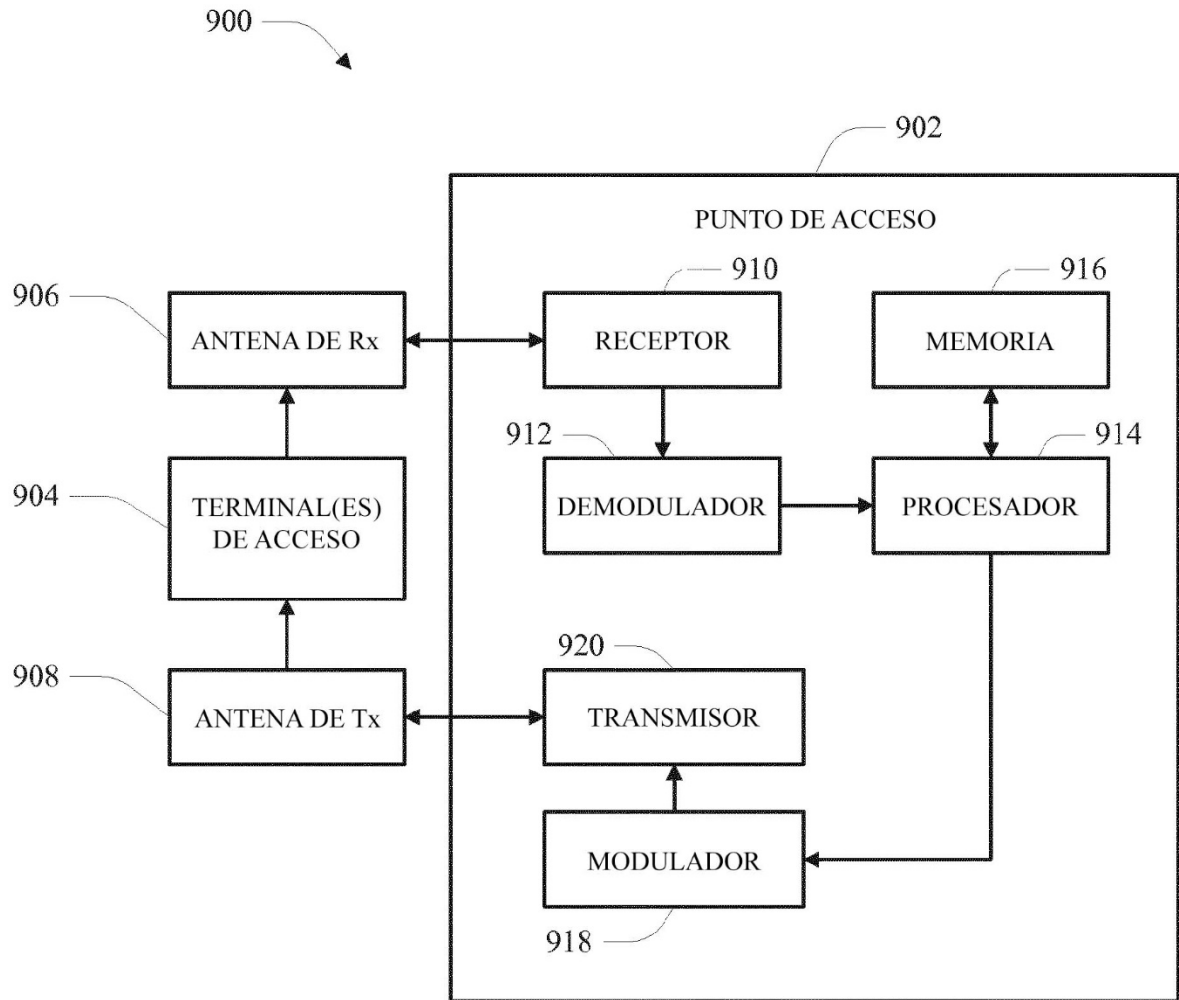 900
902
PUNTO DE ACCESO
910
916
906
ANTENA DE Rx
RECEPTOR
MEMORIA
912
914
904
TERMINAL(ES)
DE ACCESO
DEMODULADOR
PROCESADOR
920
908
ANTENA DE Tx
TRANSMISOR
MODULADOR
918